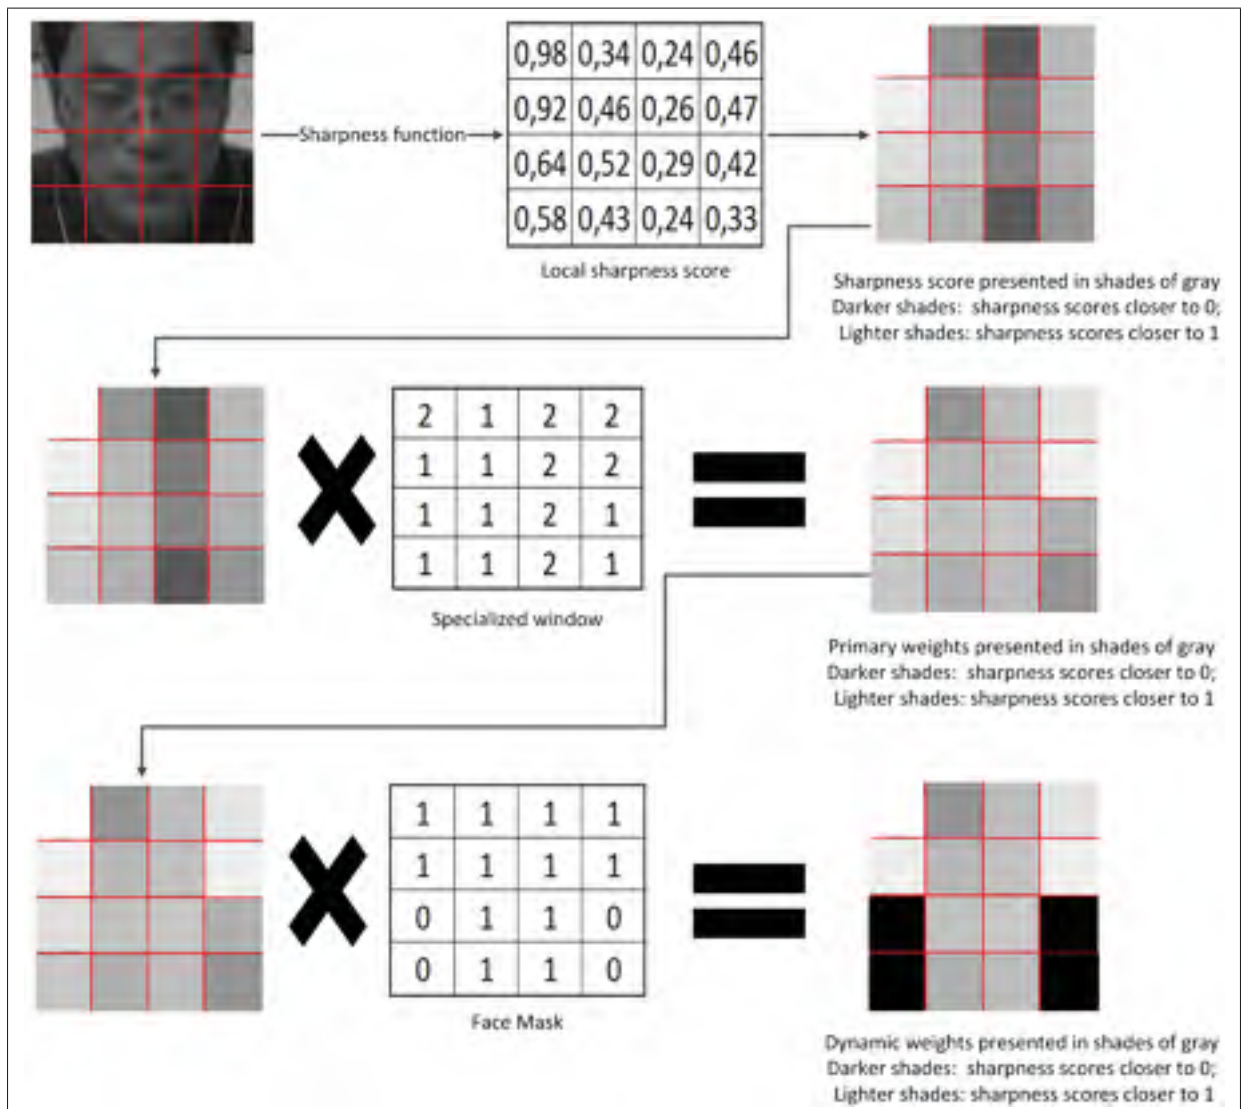 0,98 0,34 0,24 0,46
0,92 0,46 0,26 0,47
Sharpness function
0,64 0,52 0,29 0,42
0,58 0,43 0,24 0,33
Local sharpness score
Sharpness score presented in shades of gray
Darker shades: sharpness scores closer to 0;
Lighter shades: sharpness scores closer to 1
2 1 2 2
1 1 2 2
1 1 2 1
1 1 2 1
Specialized window
Primary weights presented in shades of gray
Darker shades: sharpness scores closer to 0;
Lighter shades: sharpness scores closer to 1
1 1 1 1
1 1 1 1
0 1 1 0
0 1 1 0
Face Mask
Dynamic weights presented in shades of gray
Darker shades: sharpness scores closer to 0;
Lighter shades: sharpness scores closer to 1